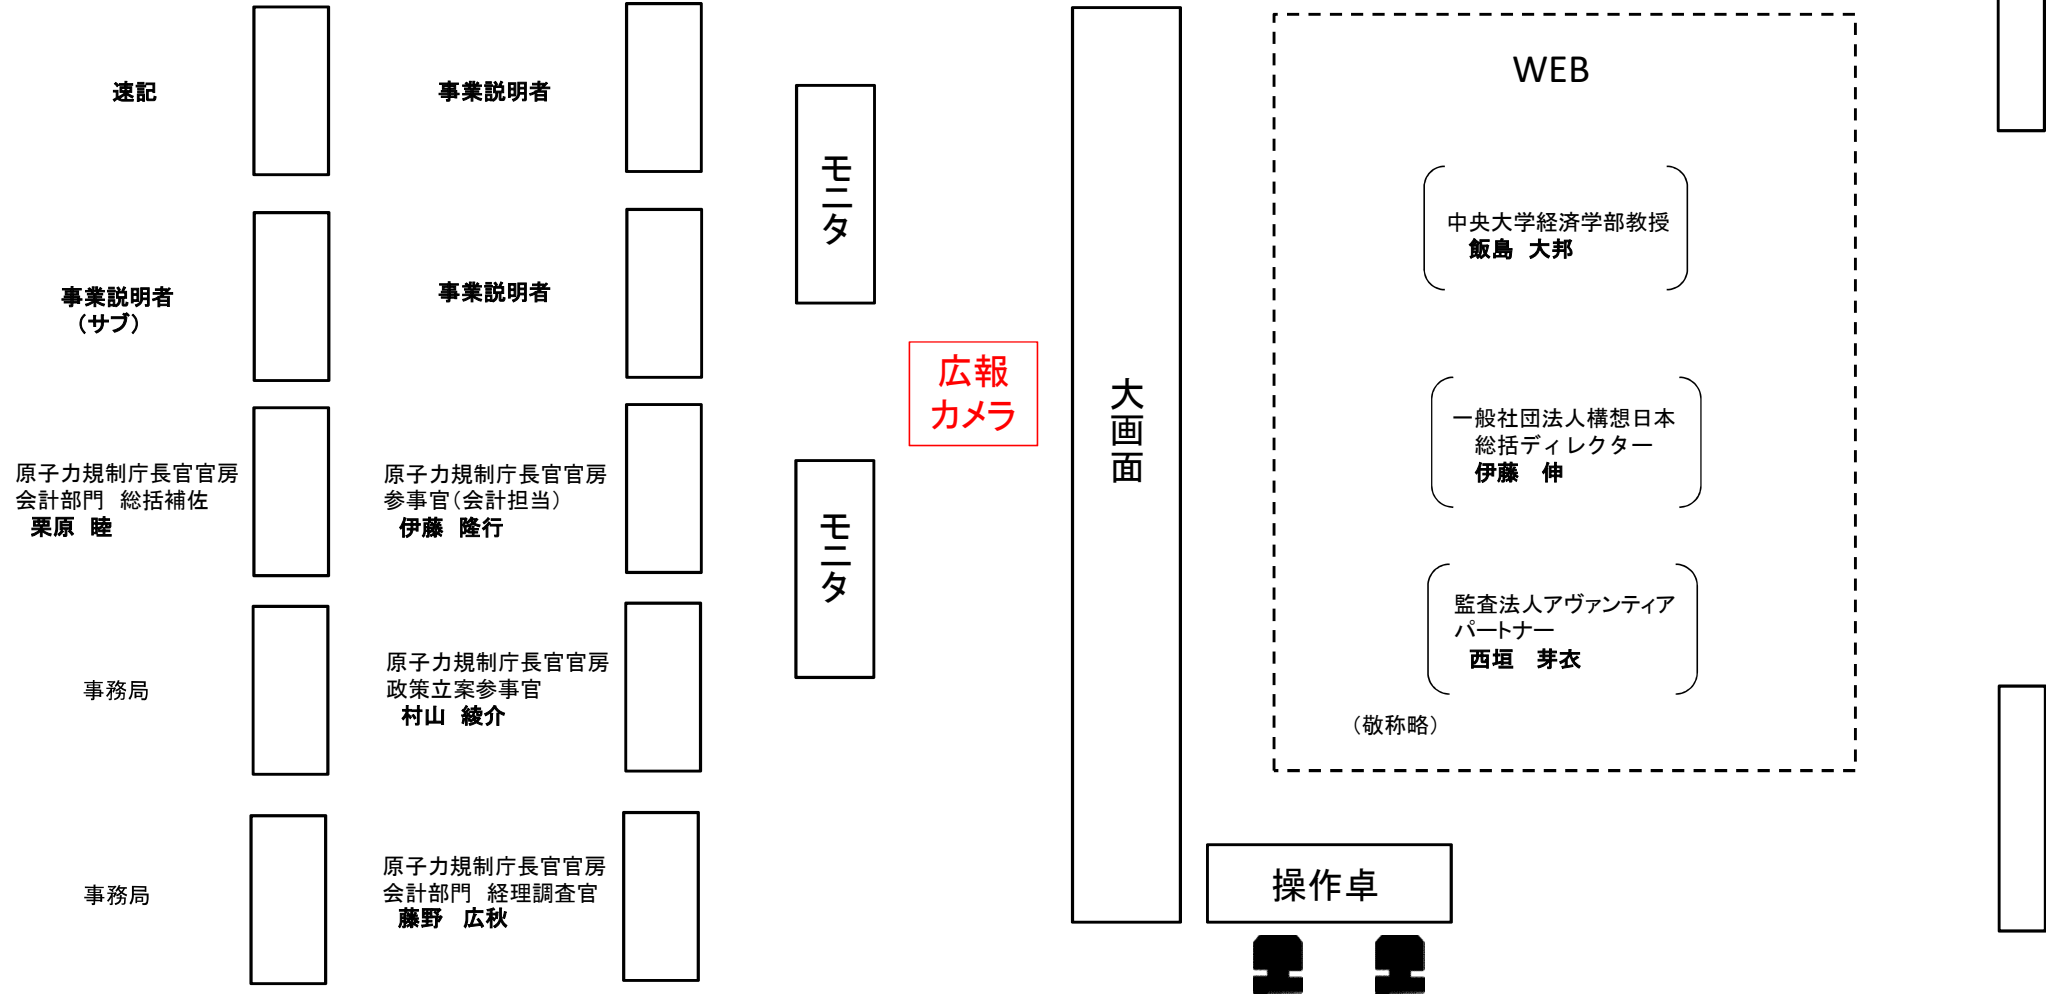 速記
事業説明者
(サブ)
原子力規制庁長官官房
会計部門　総括補佐
栗原　睦
事務局
事務局
事業説明者
事業説明者
原子力規制庁長官官房
参事官(会計担当)
伊藤　隆行
原子力規制庁長官官房
政策立案参事官
村山　綾介
原子力規制庁長官官房
会計部門　経理調査官
藤野　広秋
モニタ
モニタ
広報
カメラ
大画面
WEB
中央大学経済学部教授
飯島　大邦
一般社団法人構想日本
総括ディレクター
伊藤　伸
監査法人アヴァンティア
パートナー
西垣　芽衣
(敬称略)
操作卓